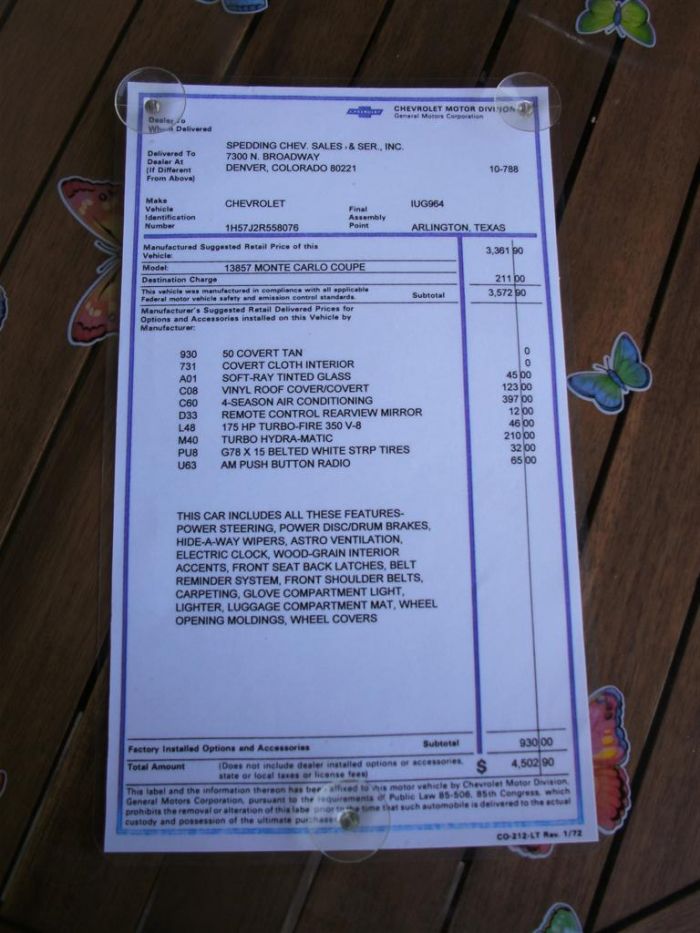 CHEVROLET
CHEVROLET MOTOR DIVISION
General Motors Corporation
Dealer To
Whom Delivered
SPEDDING CHEV. SALES & SER., INC.
Delivered To
Dealer At
(If Different
From Above)
7300 N. BROADWAY
DENVER, COLORADO 80221
10-788
Make
CHEVROLET
IUG964
Vehicle
Identification
Number
1H57J2R558076
Final
Assembly
Point
ARLINGTON, TEXAS
Manufactured Suggested Retail Price of this
Vehicle:
3,361 90
Model: 13857 MONTE CARLO COUPE
Destination Charge 211 00
This vehicle was manufactured in compliance with all applicable
Federal motor vehicle safety and emission control standards.
Subtotal 3,572 90
Manufacturer's Suggested Retail Delivered Prices for
Options and Accessories installed on this Vehicle by
Manufacturer:
930 50 COVERT TAN 0
731 COVERT CLOTH INTERIOR 0
A01 SOFT-RAY TINTED GLASS 45 00
C08 VINYL ROOF COVER/COVERT 123 00
C60 4-SEASON AIR CONDITIONING 397 00
D33 REMOTE CONTROL REARVIEW MIRROR 12 00
L48 175 HP TURBO-FIRE 350 V-8 46 00
M40 TURBO HYDRA-MATIC 210 00
PU8 G78 X 15 BELTED WHITE STRP TIRES 32 00
U63 AM PUSH BUTTON RADIO 65 00
THIS CAR INCLUDES ALL THESE FEATURES-
POWER STEERING, POWER DISC/DRUM BRAKES,
HIDE-A-WAY WIPERS, ASTRO VENTILATION,
ELECTRIC CLOCK, WOOD-GRAIN INTERIOR
ACCENTS, FRONT SEAT BACK LATCHES, BELT
REMINDER SYSTEM, FRONT SHOULDER BELTS,
CARPETING, GLOVE COMPARTMENT LIGHT,
LIGHTER, LUGGAGE COMPARTMENT MAT, WHEEL
OPENING MOLDINGS, WHEEL COVERS
Factory Installed Options and Accessories Subtotal 930 00
Total Amount (Does not include dealer installed options or accessories,
state or local taxes or license fees) $ 4,502 90
This label and the information thereon has been affixed to this motor vehicle by Chevrolet Motor Division,
General Motors Corporation, pursuant to the requirements of Public Law 85-506, 85th Congress, which
prohibits the removal or alteration of this label prior to the time that such automobile is delivered to the actual
custody and possession of the ultimate purchaser.
CO-212-LT Rev. 1/72